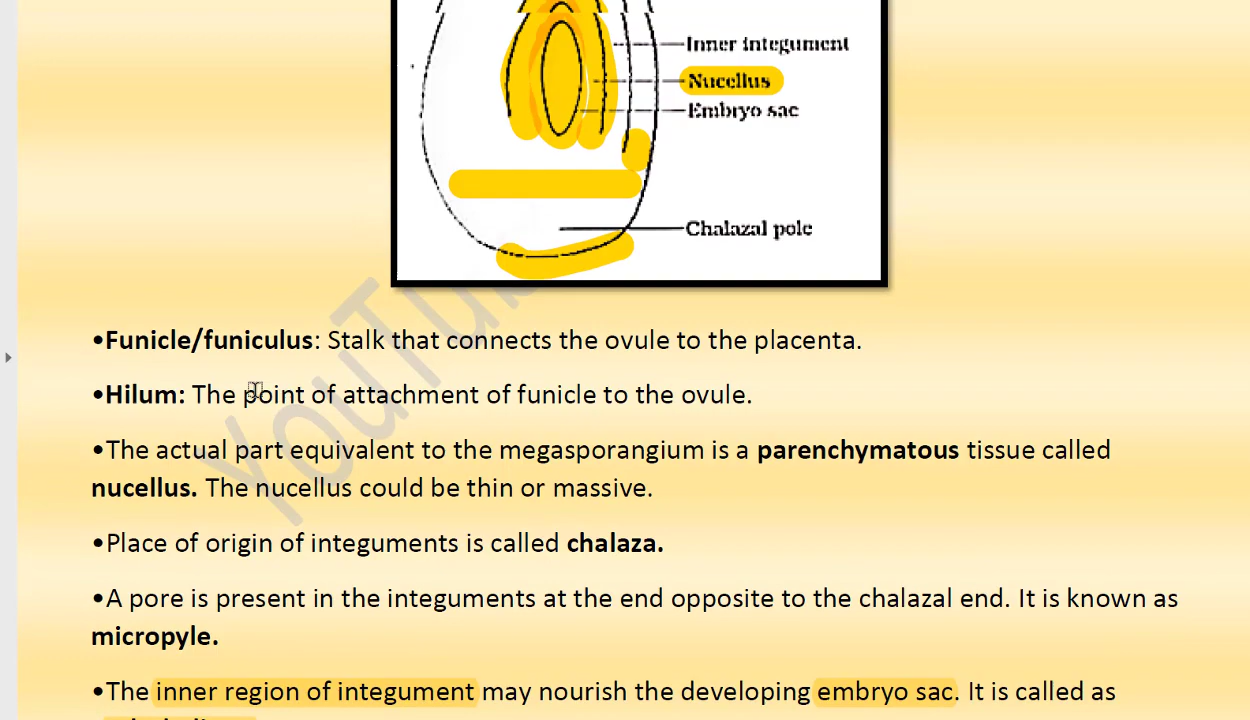 Inner integument
Nucellus
Embryo sac
Chalazal pole
YouTu
•Funicle/funiculus: Stalk that connects the ovule to the placenta.
•Hilum: The point of attachment of funicle to the ovule.
•The actual part equivalent to the megasporangium is a parenchymatous tissue called
nucellus. The nucellus could be thin or massive.
•Place of origin of integuments is called chalaza.
•A pore is present in the integuments at the end opposite to the chalazal end. It is known as
micropyle.
•The inner region of integument may nourish the developing embryo sac. It is called as